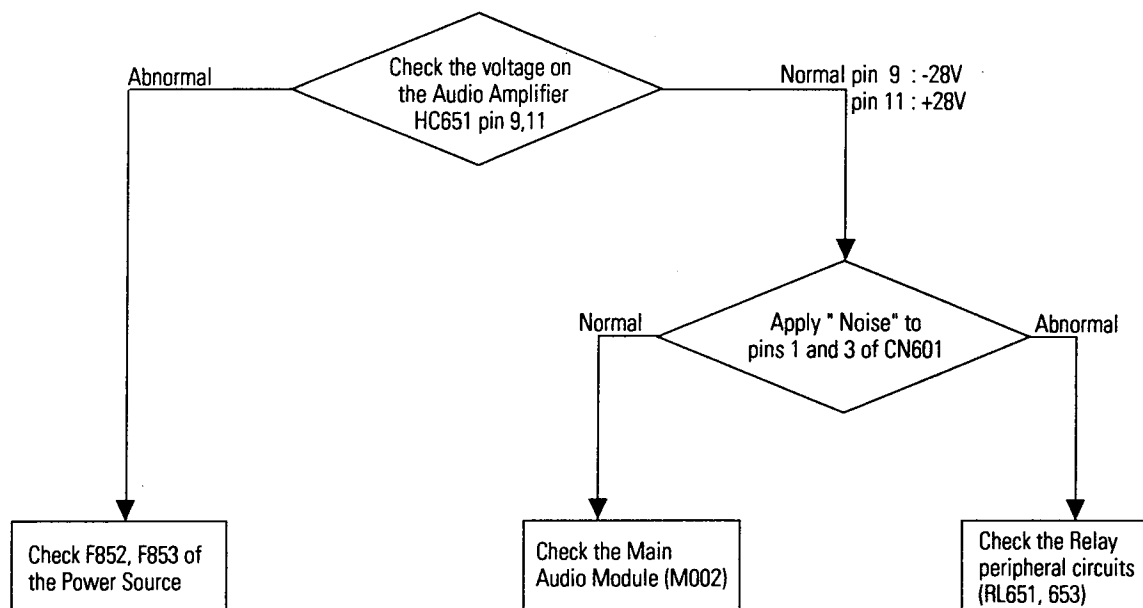 Check the voltage on
the Audio Amplifier
HC651 pin 9,11
Abnormal
Normal pin 9 : -28V
pin 11 : +28V
Apply " Noise" to
pins 1 and 3 of CN601
Normal
Abnormal
Check F852, F853 of
the Power Source
Check the Main
Audio Module (M002)
Check the Relay
peripheral circuits
(RL651, 653)